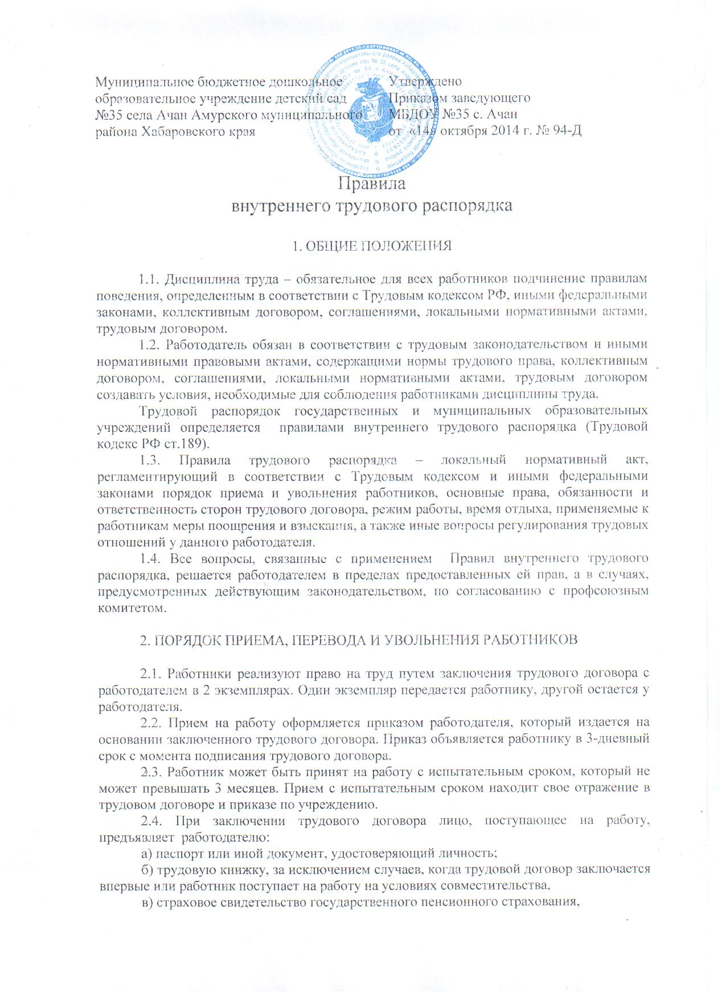 Муниципальное бюджетное дошкольное
образовательное учреждение детский сад
№35 села Ачан Амурского муниципального
района Хабаровского края
Утверждено
Приказом заведующего
МБДОУ №35 с. Ачан
от «14» октября 2014 г. № 94-Д
Правила
внутреннего трудового распорядка
1. ОБЩИЕ ПОЛОЖЕНИЯ
1.1. Дисциплина труда – обязательное для всех работников подчинение правилам
поведения, определенным в соответствии с Трудовым кодексом РФ, иными федеральными
законами, коллективным договором, соглашениями, локальными нормативными актами,
трудовым договором.
1.2. Работодатель обязан в соответствии с трудовым законодательством и иными
нормативными правовыми актами, содержащими нормы трудового права, коллективным
договором, соглашениями, локальными нормативными актами, трудовым договором
создавать условия, необходимые для соблюдения работниками дисциплины труда.
Трудовой распорядок государственных и муниципальных образовательных
учреждений определяется правилами внутреннего трудового распорядка (Трудовой
кодекс РФ ст.189).
1.3. Правила трудового распорядка – локальный нормативный акт,
регламентирующий в соответствии с Трудовым кодексом и иными федеральными
законами порядок приема и увольнения работников, основные права, обязанности и
ответственность сторон трудового договора, режим работы, время отдыха, применяемые к
работникам меры поощрения и взыскания, а также иные вопросы регулирования трудовых
отношений у данного работодателя.
1.4. Все вопросы, связанные с применением Правил внутреннего трудового
распорядка, решается работодателем в пределах предоставленных ей прав, а в случаях,
предусмотренных действующим законодательством, по согласованию с профсоюзным
комитетом.
2. ПОРЯДОК ПРИЕМА, ПЕРЕВОДА И УВОЛЬНЕНИЯ РАБОТНИКОВ
2.1. Работники реализуют право на труд путем заключения трудового договора с
работодателем в 2 экземплярах. Один экземпляр передается работнику, другой остается у
работодателя.
2.2. Прием на работу оформляется приказом работодателя, который издается на
основании заключенного трудового договора. Приказ объявляется работнику в 3-дневный
срок с момента подписания трудового договора.
2.3. Работник может быть принят на работу с испытательным сроком, который не
может превышать 3 месяцев. Прием с испытательным сроком находит свое отражение в
трудовом договоре и приказе по учреждению.
2.4. При заключении трудового договора лицо, поступающее на работу,
предъявляет работодателю:
а) паспорт или иной документ, удостоверяющий личность;
б) трудовую книжку, за исключением случаев, когда трудовой договор заключается
впервые или работник поступает на работу на условиях совместительства,
в) страховое свидетельство государственного пенсионного страхования,